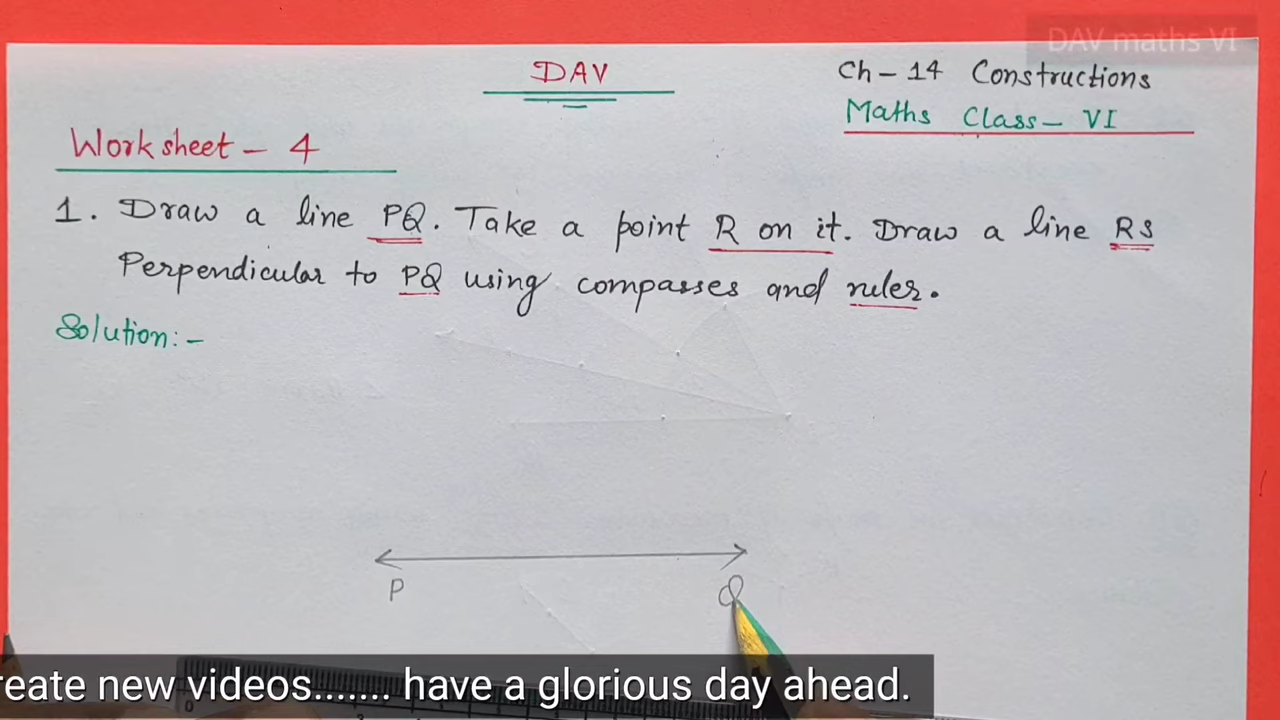 DAV maths VI
DAV
Ch-14 Constructions
Maths Class-VI
Worksheet-4
1. Draw a line PQ. Take a point R on it. Draw a line RS
Perpendicular to PQ using compasses and ruler.
Solution:-
P
Q
0
reate new videos....... have a glorious day ahead.